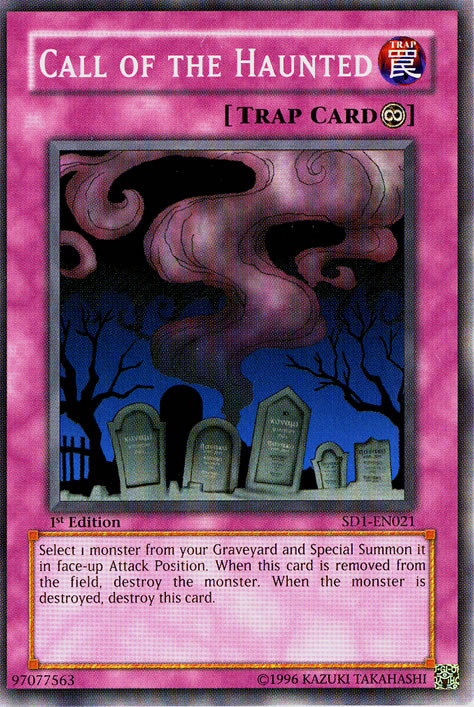 CALL OF THE HAUNTED
TRAP
罠
[TRAP CARD∞]
1st Edition
SD1-EN021
Select 1 monster from your Graveyard and Special Summon it
in face-up Attack Position. When this card is removed from
the field, destroy the monster. When the monster is
destroyed, destroy this card.
97077563
©1996 KAZUKI TAKAHASHI